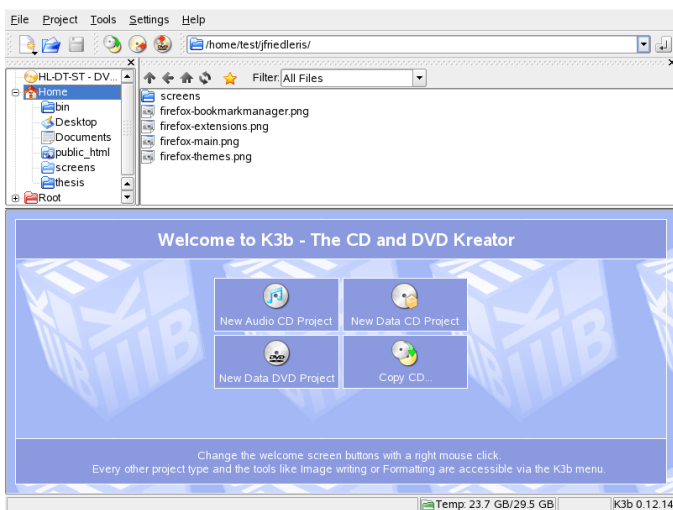 File Project Tools Settings Help
/home/test/jfriedleris/
HL-DT-ST - DV...
Home
bin
Desktop
Documents
public_html
screens
thesis
Root
Filter: All Files
screens
firefox-bookmarkmanager.png
firefox-extensions.png
firefox-main.png
firefox-themes.png
Welcome to K3b - The CD and DVD Kreator
New Audio CD Project
New Data CD Project
New Data DVD Project
Copy CD...
Change the welcome screen buttons with a right mouse click.
Every other project type and the tools like Image writing or Formatting are accessible via the K3b menu.
Temp: 23.7 GB/29.5 GB
K3b 0.12.14